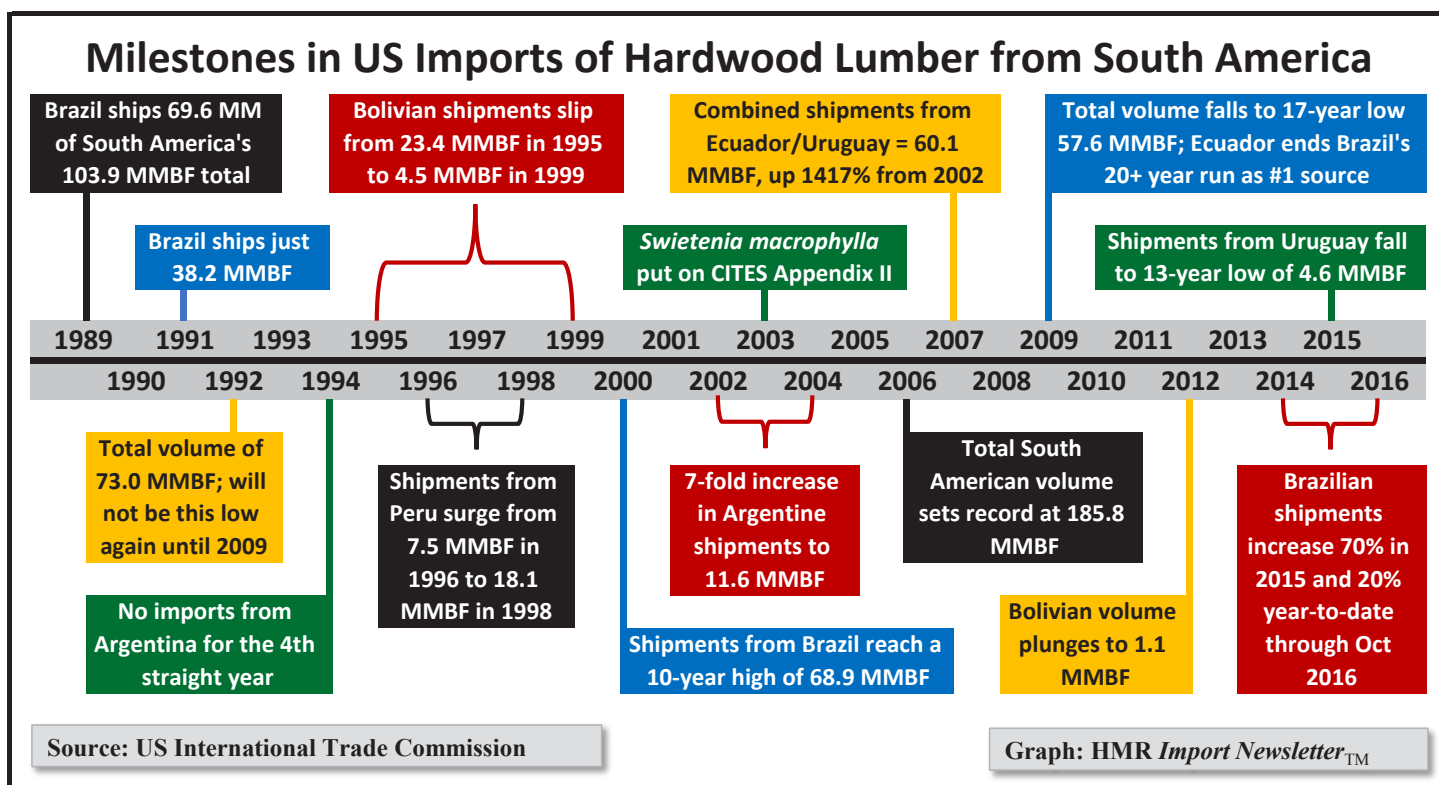 Milestones in US Imports of Hardwood Lumber from South America
Brazil ships 69.6 MM
of South America's
103.9 MMBF total
Bolivian shipments slip
from 23.4 MMBF in 1995
to 4.5 MMBF in 1999
Combined shipments from
Ecuador/Uruguay = 60.1
MMBF, up 1417% from 2002
Total volume falls to 17-year low
57.6 MMBF; Ecuador ends Brazil's
20+ year run as #1 source
Brazil ships just
38.2 MMBF
Swietenia macrophylla
put on CITES Appendix II
Shipments from Uruguay fall
to 13-year low of 4.6 MMBF
1989 1991 1993 1995 1997 1999 2001 2003 2005 2007 2009 2011 2013 2015
1990 1992 1994 1996 1998 2000 2002 2004 2006 2008 2010 2012 2014 2016
Total volume of
73.0 MMBF; will
not be this low
again until 2009
Shipments from
Peru surge from
7.5 MMBF in
1996 to 18.1
MMBF in 1998
7-fold increase
in Argentine
shipments to
11.6 MMBF
Total South
American volume
sets record at 185.8
MMBF
Brazilian
shipments
increase 70% in
2015 and 20%
year-to-date
through Oct
2016
No imports from
Argentina for the 4th
straight year
Shipments from Brazil reach a
10-year high of 68.9 MMBF
Bolivian volume
plunges to 1.1
MMBF
Source: US International Trade Commission
Graph: HMR Import Newsletter™